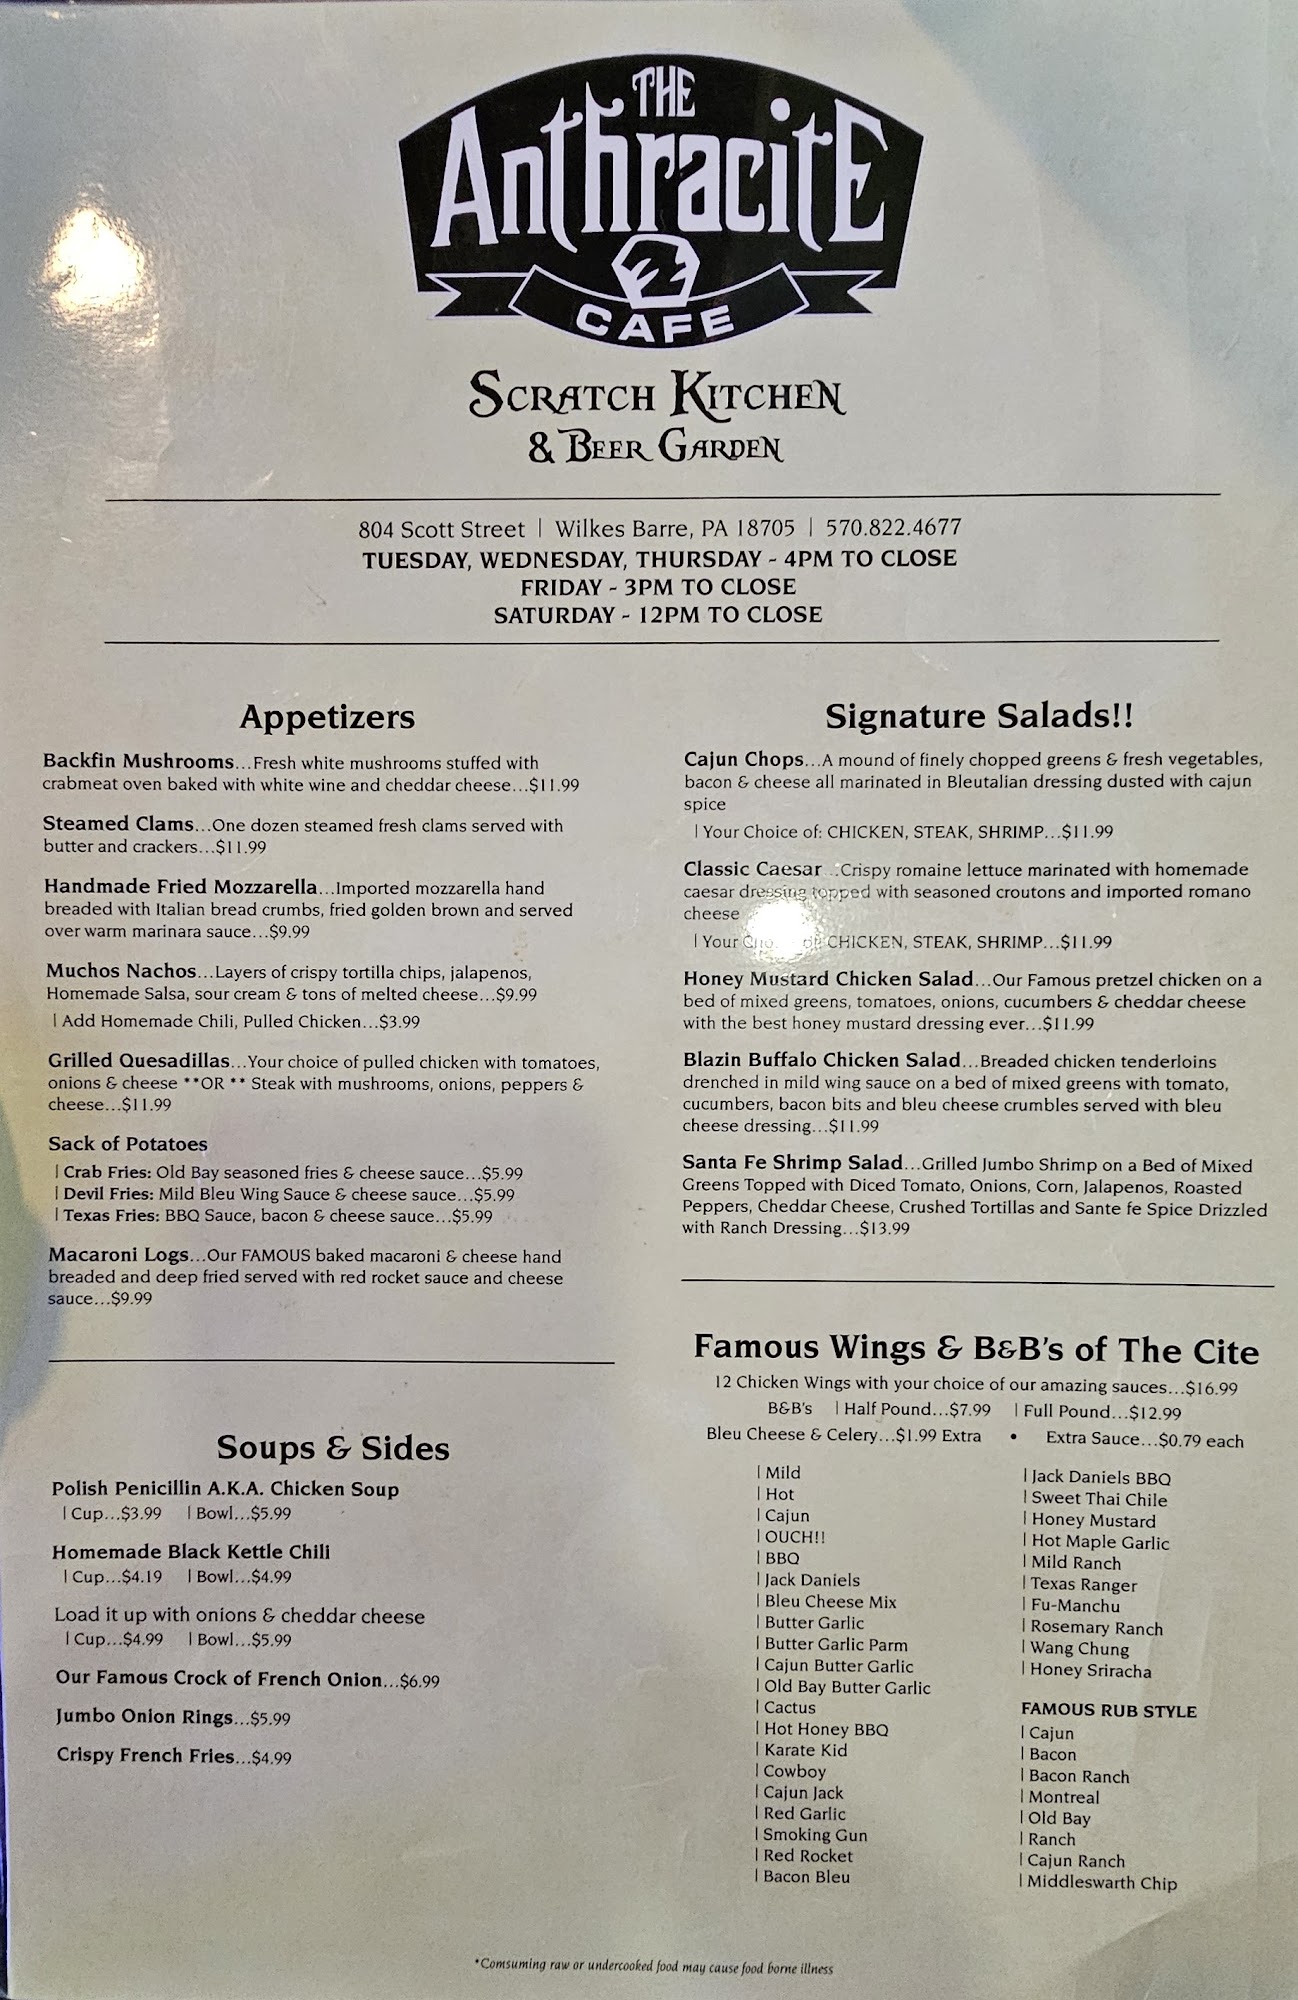 THE
Anthracite
CAFE
SCRATCH KITCHEN
& BEER GARDEN
804 Scott Street | Wilkes Barre, PA 18705 | 570.822.4677
TUESDAY, WEDNESDAY, THURSDAY - 4PM TO CLOSE
FRIDAY - 3PM TO CLOSE
SATURDAY - 12PM TO CLOSE
Appetizers
Backfin Mushrooms...Fresh white mushrooms stuffed with
crabmeat oven baked with white wine and cheddar cheese...$11.99
Steamed Clams...One dozen steamed fresh clams served with
butter and crackers...$11.99
Handmade Fried Mozzarella...Imported mozzarella hand
breaded with Italian bread crumbs, fried golden brown and served
over warm marinara sauce...$9.99
Muchos Nachos...Layers of crispy tortilla chips, jalapenos,
Homemade Salsa, sour cream & tons of melted cheese...$9.99
| Add Homemade Chili, Pulled Chicken...$3.99
Grilled Quesadillas...Your choice of pulled chicken with tomatoes,
onions & cheese **OR ** Steak with mushrooms, onions, peppers &
cheese...$11.99
Sack of Potatoes
| Crab Fries: Old Bay seasoned fries & cheese sauce...$5.99
| Devil Fries: Mild Bleu Wing Sauce & cheese sauce...$5.99
| Texas Fries: BBQ Sauce, bacon & cheese sauce...$5.99
Macaroni Logs...Our FAMOUS baked macaroni & cheese hand
breaded and deep fried served with red rocket sauce and cheese
sauce...$9.99
Soups & Sides
Polish Penicillin A.K.A. Chicken Soup
| Cup...$3.99 | Bowl...$5.99
Homemade Black Kettle Chili
| Cup...$4.19 | Bowl...$4.99
Load it up with onions & cheddar cheese
| Cup...$4.99 | Bowl...$5.99
Our Famous Crock of French Onion...$6.99
Jumbo Onion Rings...$5.99
Crispy French Fries...$4.99
Signature Salads!!
Cajun Chops...A mound of finely chopped greens & fresh vegetables,
bacon & cheese all marinated in Bleutalian dressing dusted with cajun
spice
| Your Choice of: CHICKEN, STEAK, SHRIMP...$11.99
Classic Caesar...Crispy romaine lettuce marinated with homemade
caesar dressing topped with seasoned croutons and imported romano
cheese
| Your of: CHICKEN, STEAK, SHRIMP...$11.99
Honey Mustard Chicken Salad...Our Famous pretzel chicken on a
bed of mixed greens, tomatoes, onions, cucumbers & cheddar cheese
with the best honey mustard dressing ever...$11.99
Blazin Buffalo Chicken Salad...Breaded chicken tenderloins
drenched in mild wing sauce on a bed of mixed greens with tomato,
cucumbers, bacon bits and bleu cheese crumbles served with bleu
cheese dressing...$11.99
Santa Fe Shrimp Salad...Grilled Jumbo Shrimp on a Bed of Mixed
Greens Topped with Diced Tomato, Onions, Corn, Jalapenos, Roasted
Peppers, Cheddar Cheese, Crushed Tortillas and Sante fe Spice Drizzled
with Ranch Dressing...$13.99
Famous Wings & B&B's of The Cite
12 Chicken Wings with your choice of our amazing sauces...$16.99
B&B's | Half Pound...$7.99 | Full Pound...$12.99
Bleu Cheese & Celery...$1.99 Extra • Extra Sauce...$0.79 each
| Mild
| Hot
| Cajun
| OUCH!!
| BBQ
| Jack Daniels
| Bleu Cheese Mix
| Butter Garlic
| Butter Garlic Parm
| Cajun Butter Garlic
| Old Bay Butter Garlic
| Cactus
| Hot Honey BBQ
| Karate Kid
| Cowboy
| Cajun Jack
| Red Garlic
| Smoking Gun
| Red Rocket
| Bacon Bleu
| Jack Daniels BBQ
| Sweet Thai Chile
| Honey Mustard
| Hot Maple Garlic
| Mild Ranch
| Texas Ranger
| Fu-Manchu
| Rosemary Ranch
| Wang Chung
| Honey Sriracha
FAMOUS RUB STYLE
| Cajun
| Bacon
| Bacon Ranch
| Montreal
| Old Bay
| Ranch
| Cajun Ranch
| Middleswarth Chip
*Comsuming raw or undercooked food may cause food borne illness